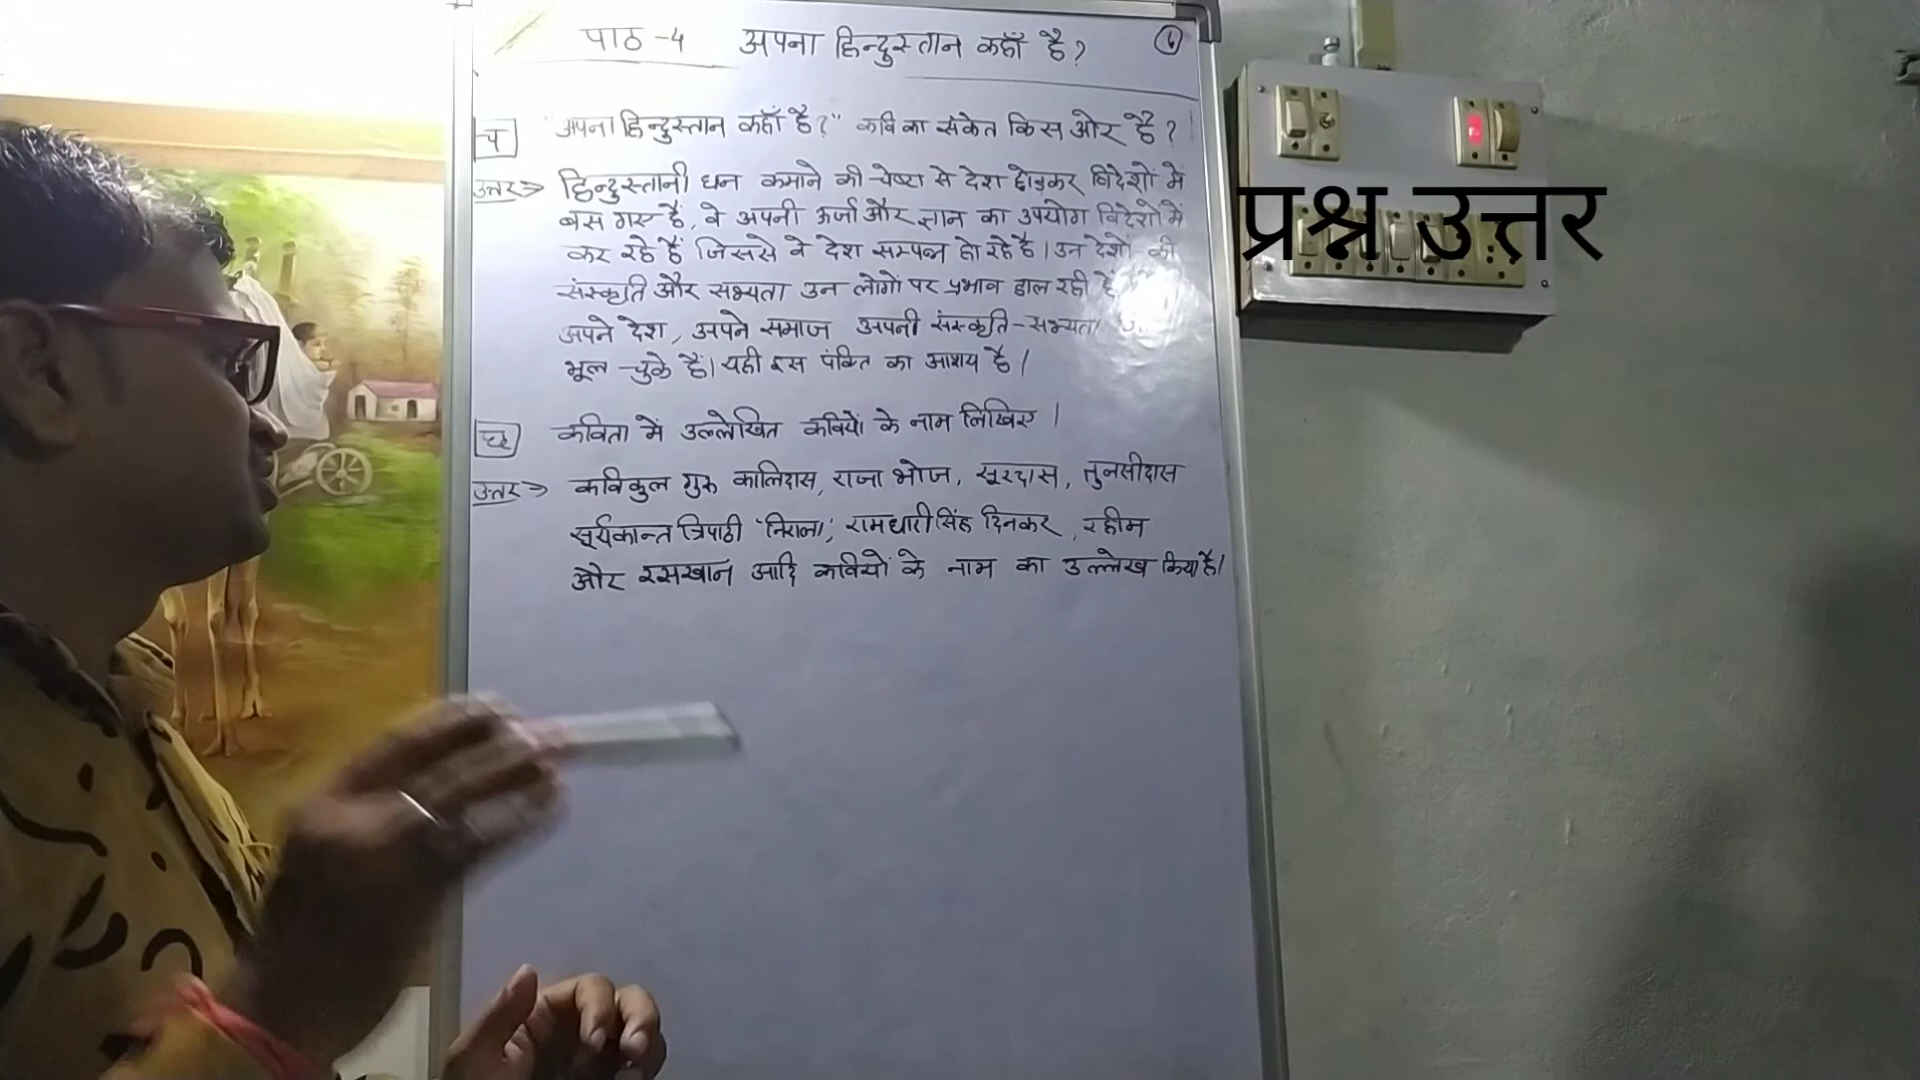 पाठ -4 अपना हिन्दुस्तान कहाँ है? 6
च "अपना हिन्दुस्तान कहाँ है?" कवि का संकेत किस ओर है?
उत्तर⇒ हिन्दुस्तानी धन कमाने की चेष्टा से देश छोड़कर विदेशों में
बस गए हैं, वे अपनी ऊर्जा और ज्ञान का उपयोग विदेशों में
कर रहे हैं जिससे वे देश सम्पन्न हो रहे है। उन देशों की
संस्कृति और सभ्यता उन लोगों पर प्रभाव डाल रही है
अपने देश, अपने समाज अपनी संस्कृति-सभ्यता
भूल चुके हैं। यही इस पंक्ति का आशय है।
कविता में उल्लेखित कवियों के नाम लिखिए।
उत्तर⇒ कविकुल गुरु कालिदास, राजा भोज, सूरदास, तुलसीदास
सूर्यकान्त त्रिपाठी 'निराला', रामधारी सिंह दिनकर, रहीम
और रसखान आदि कवियों के नाम का उल्लेख किया है।
प्रश्न उत्तर